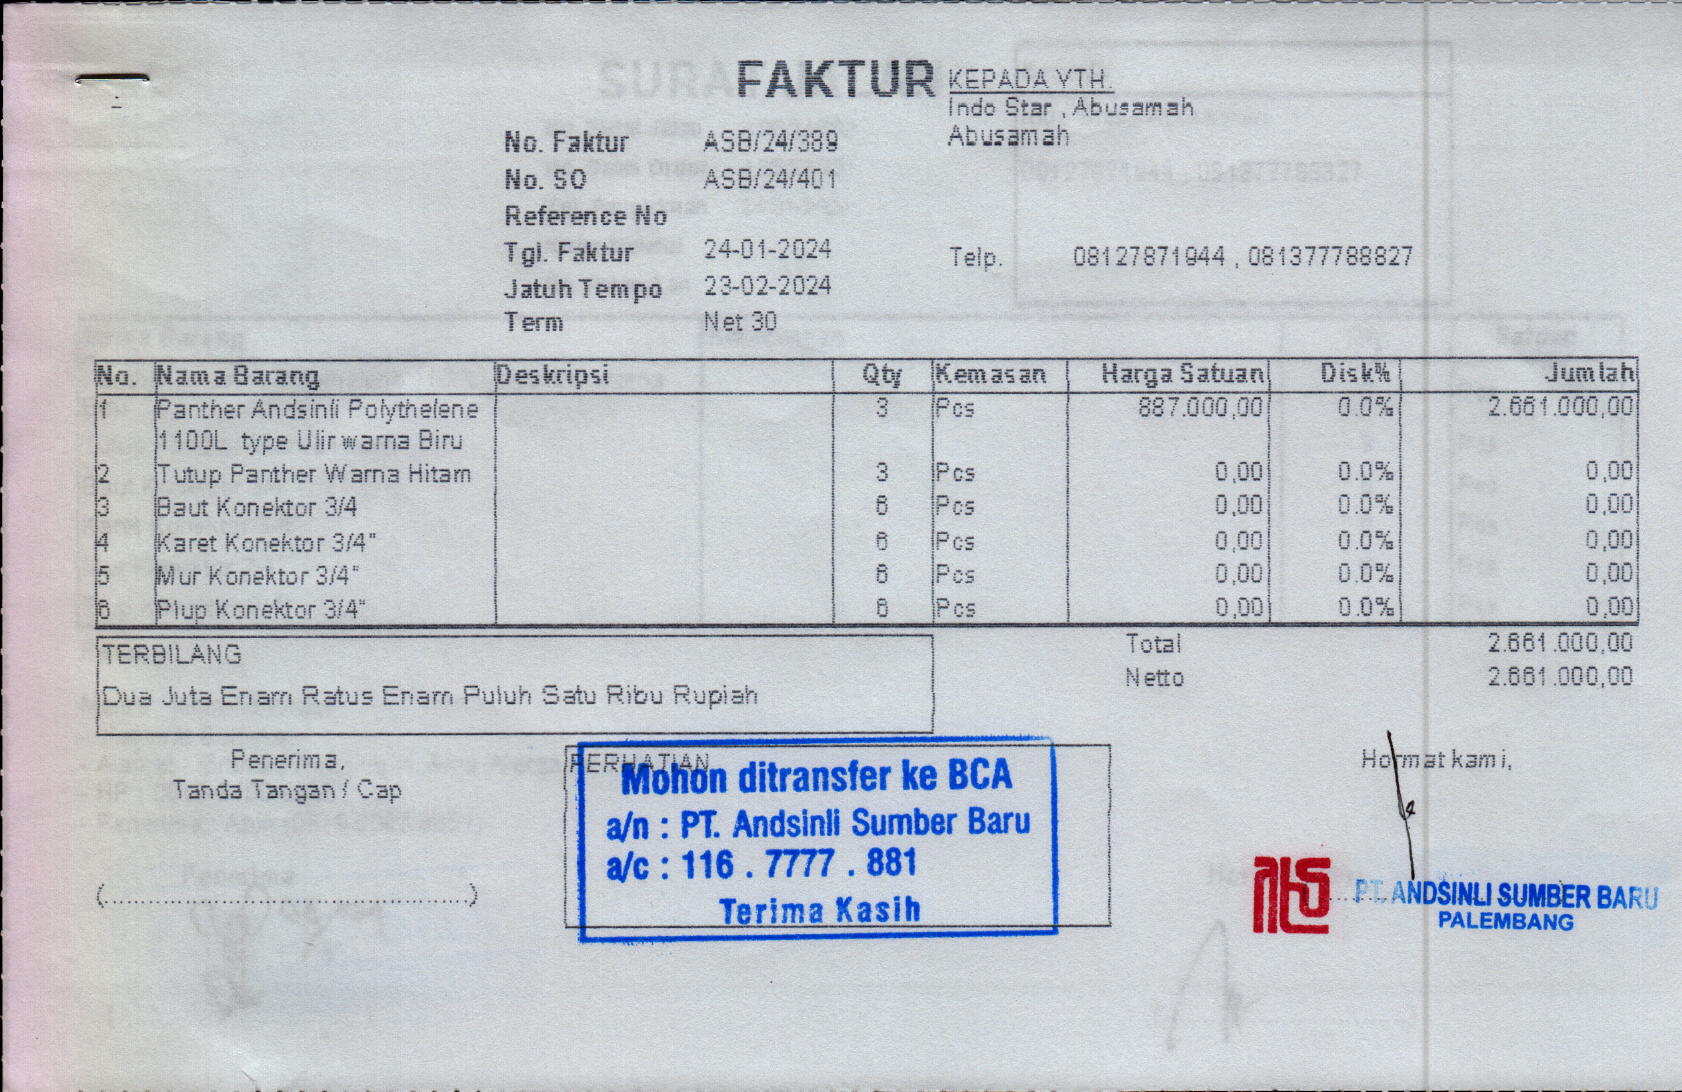 FAKTUR
KEPADA YTH.
Indo Star , Abusamah
Abusamah
No. Faktur ASB/24/389
No. SO ASB/24/401
Reference No
Tgl. Faktur 24-01-2024
Telp. 08127871944 , 081377788827
Jatuh Tempo 23-02-2024
Term Net 30
No. Nama Barang Deskripsi Qty Kemasan Harga Satuan Disk% Jumlah
1 Panther Andsinli Polythelene 3 Pcs 887.000,00 0.0% 2.661.000,00
1100L type Ulir warna Biru
2 Tutup Panther Warna Hitam 3 Pcs 0,00 0.0% 0,00
3 Baut Konektor 3/4 6 Pcs 0,00 0.0% 0,00
4 Karet Konektor 3/4" 6 Pcs 0,00 0.0% 0,00
5 Mur Konektor 3/4" 6 Pcs 0,00 0.0% 0,00
6 Plup Konektor 3/4" 6 Pcs 0,00 0.0% 0,00
TERBILANG
Dua Juta Enam Ratus Enam Puluh Satu Ribu Rupiah
Total 2.661.000,00
Netto 2.661.000,00
Penerima,
Tanda Tangan / Cap
(....................................................)
PERHATIAN
Mohon ditransfer ke BCA
a/n : PT. Andsinli Sumber Baru
a/c : 116 . 7777 . 881
Terima Kasih
Hormat kami,
PT. ANDSINLI SUMBER BARU
PALEMBANG